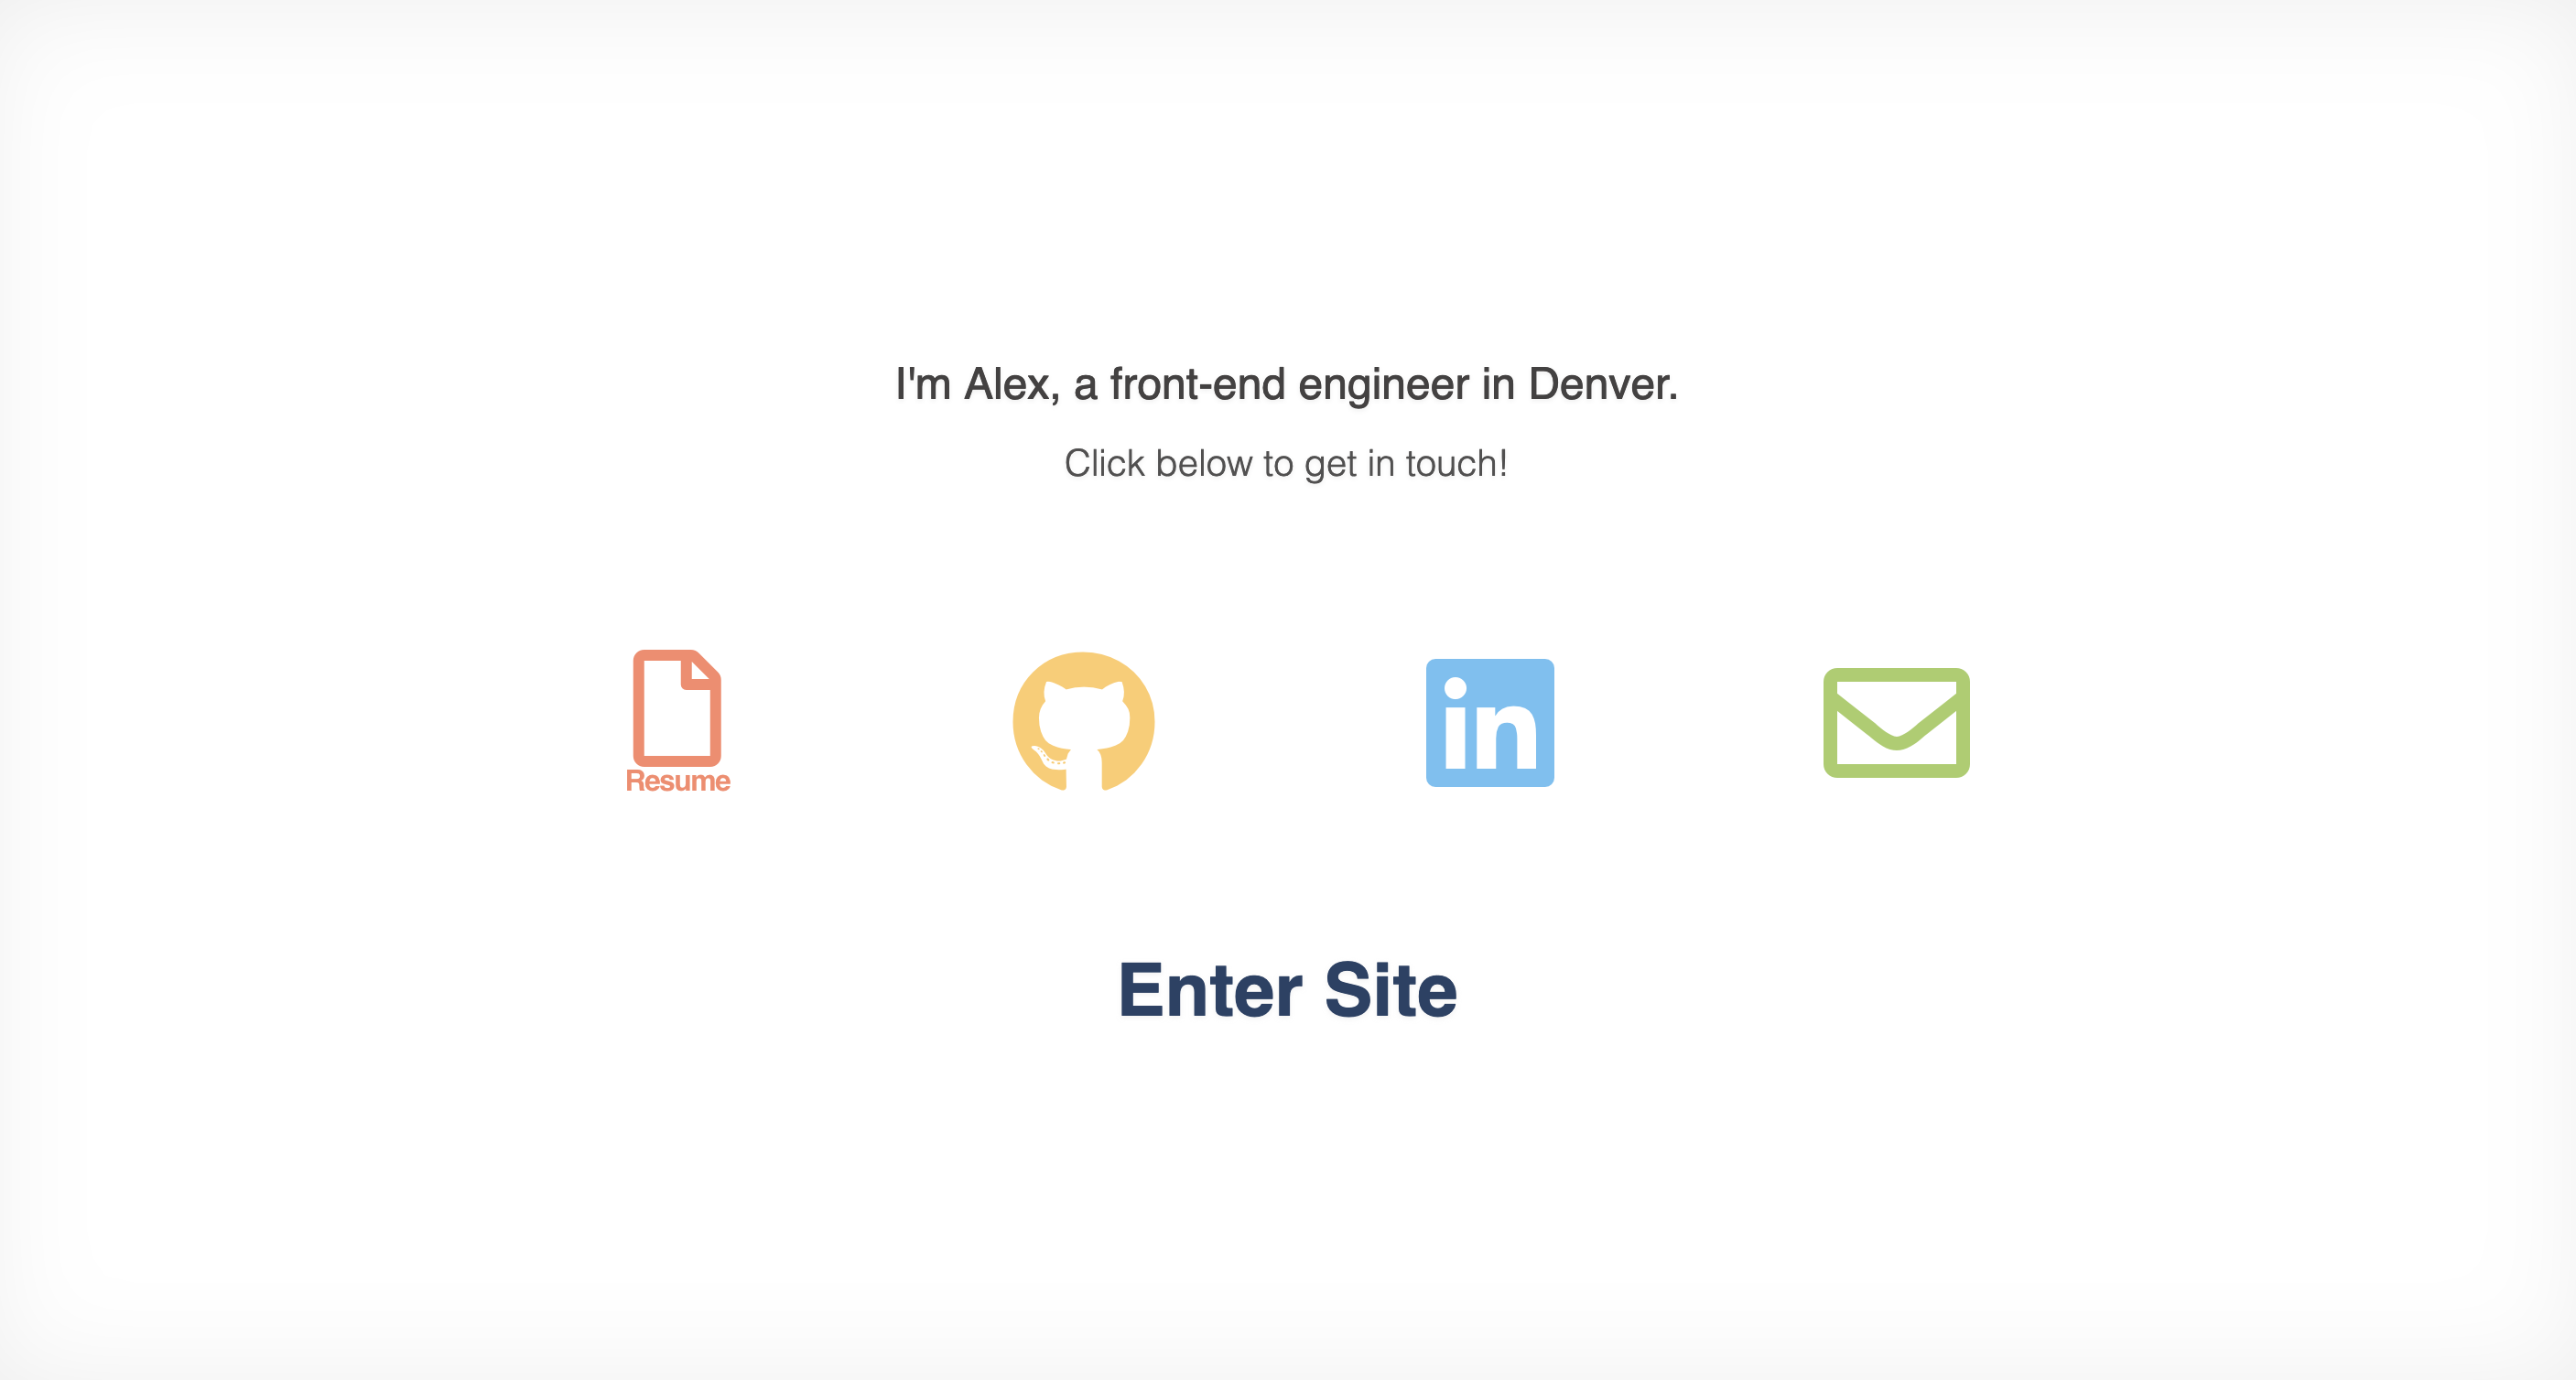 I'm Alex, a front-end engineer in Denver.
Click below to get in touch!
Resume
in
Enter Site